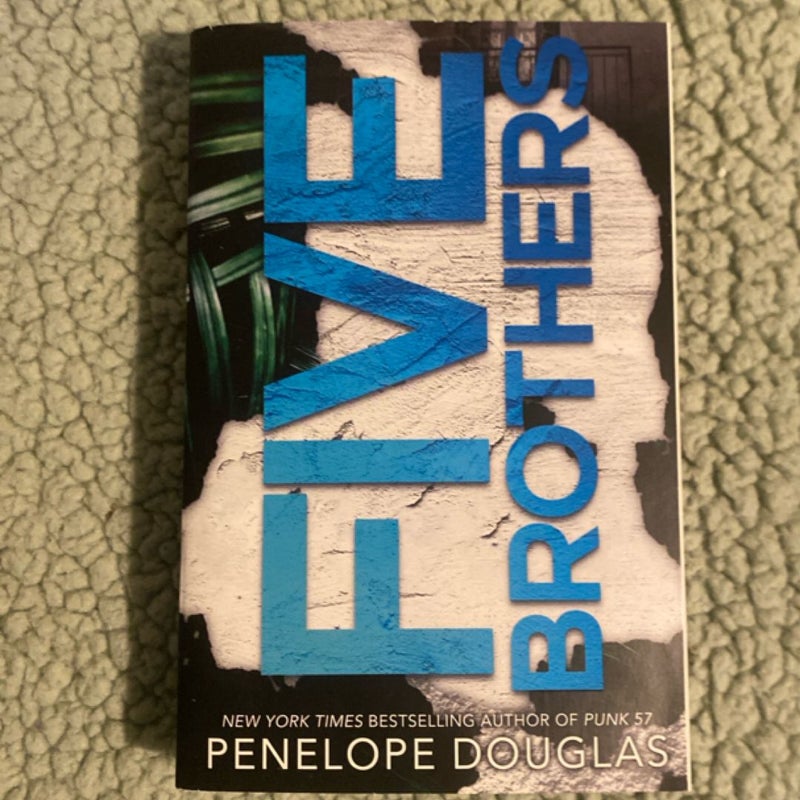 FIVE
BROTHERS
NEW YORK TIMES BESTSELLING AUTHOR OF PUNK 57
PENELOPE DOUGLAS